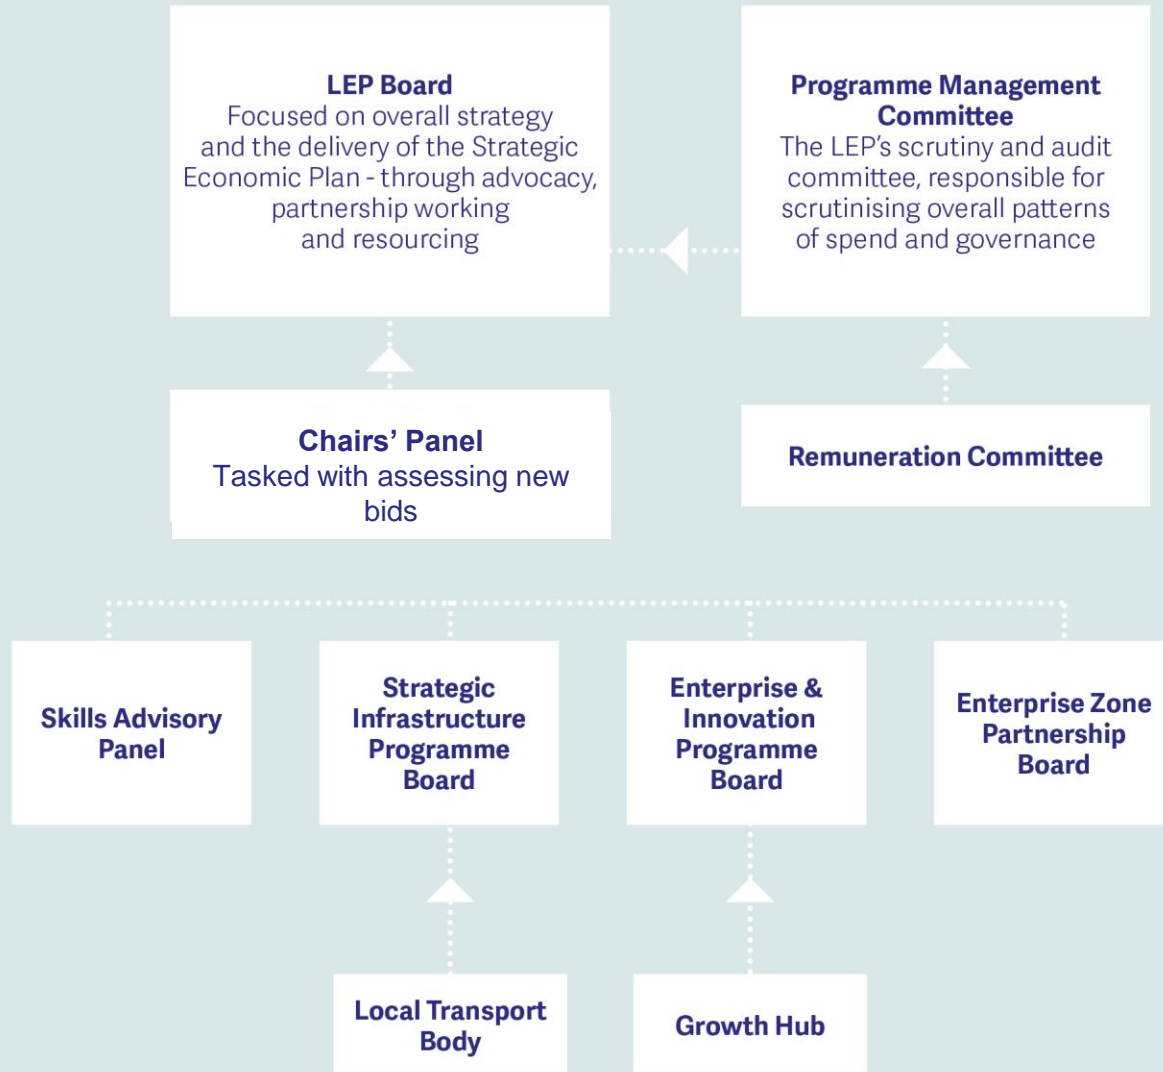 LEP Board
Focused on overall strategy
and the delivery of the Strategic
Economic Plan - through advocacy,
partnership working
and resourcing
Programme Management
Committee
The LEP's scrutiny and audit
committee, responsible for
scrutinising overall patterns
of spend and governance
Chairs’ Panel
Tasked with assessing new
bids
Remuneration Committee
Skills Advisory
Panel
Strategic
Infrastructure
Programme
Board
Enterprise &
Innovation
Programme
Board
Enterprise Zone
Partnership
Board
Local Transport
Body
Growth Hub